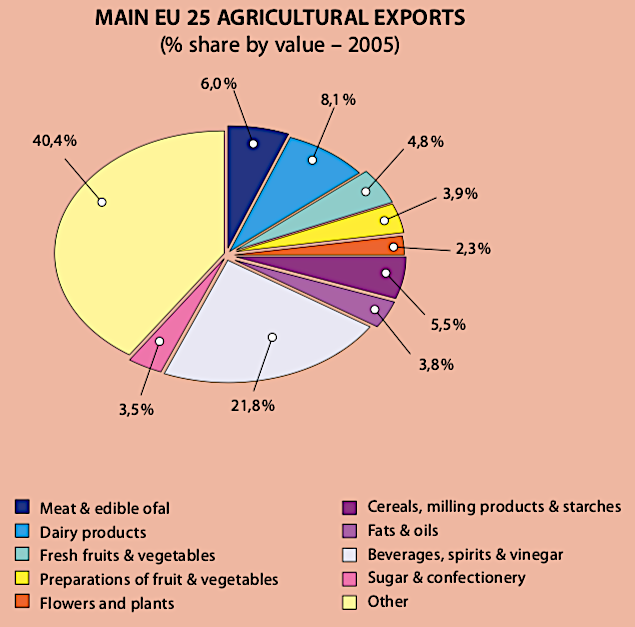 MAIN EU 25 AGRICULTURAL EXPORTS
(% share by value – 2005)
6,0%
8,1%
40,4%
4,8%
3,9%
2,3%
5,5%
3,8%
3,5%
21,8%
Meat & edible ofal
Dairy products
Fresh fruits & vegetables
Preparations of fruit & vegetables
Flowers and plants
Cereals, milling products & starches
Fats & oils
Beverages, spirits & vinegar
Sugar & confectionery
Other